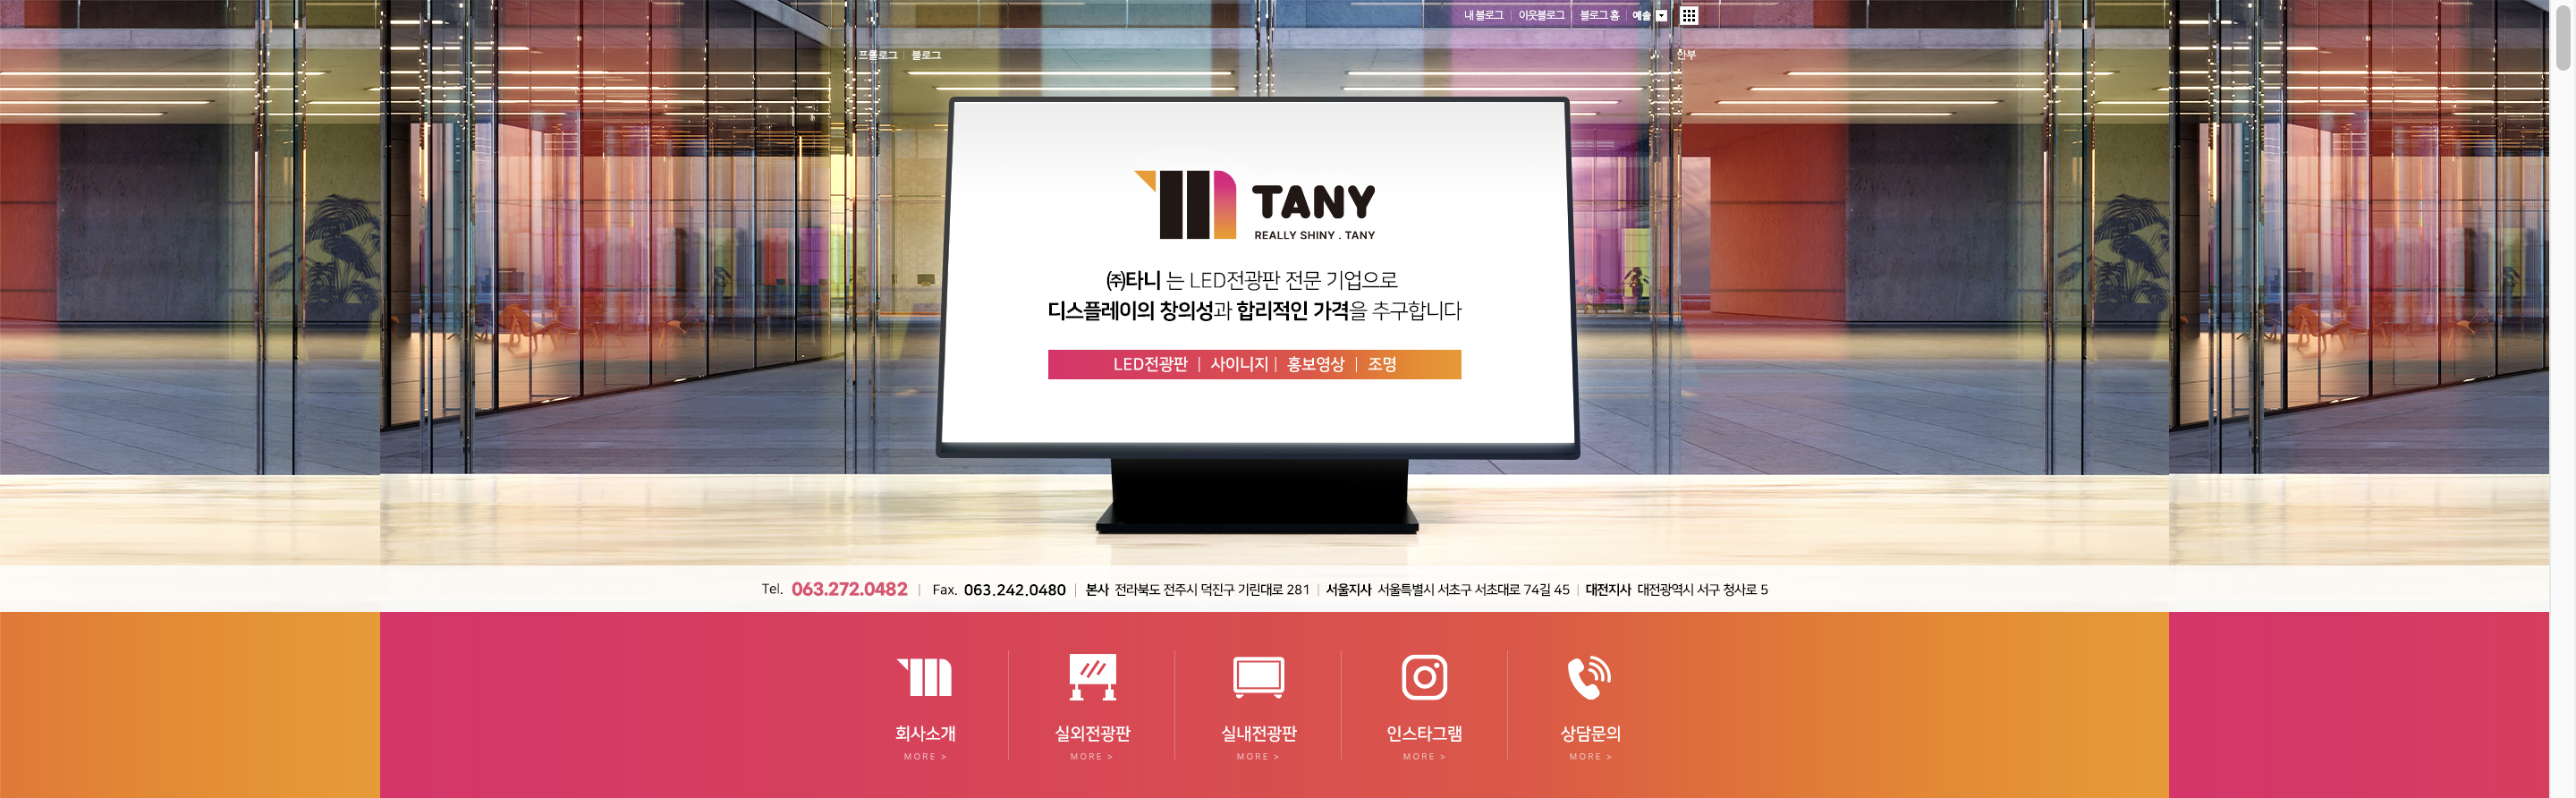 내 블로그 | 이웃블로그 | 블로그 홈 | 예솔
프롤로그 | 블로그
안부
TANY
REALLY SHINY . TANY
㈜타니 는 LED전광판 전문 기업으로
디스플레이의 창의성과 합리적인 가격을 추구합니다
LED전광판 | 사이니지 | 홍보영상 | 조명
Tel. 063.272.0482 | Fax. 063.242.0480 | 본사 전라북도 전주시 덕진구 기린대로 281 | 서울지사 서울특별시 서초구 서초대로 74길 45 | 대전지사 대전광역시 서구 청사로 5
회사소개 실외전광판 실내전광판 인스타그램 상담문의
MORE > MORE > MORE > MORE > MORE >